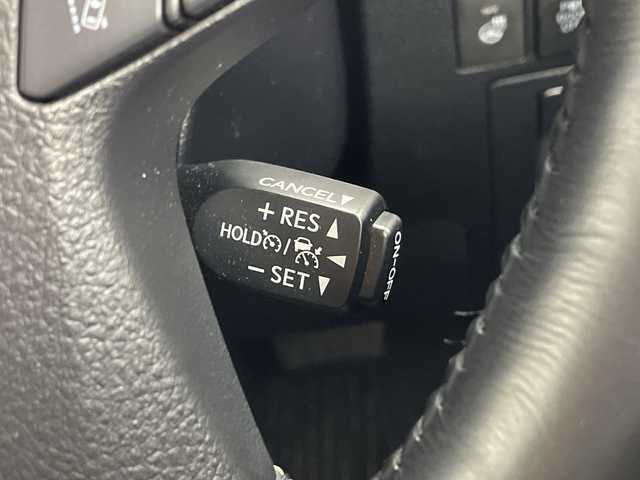 CANCEL▼
+ RES ▲
HOLD / ◀
− SET ▼
ON-OFF